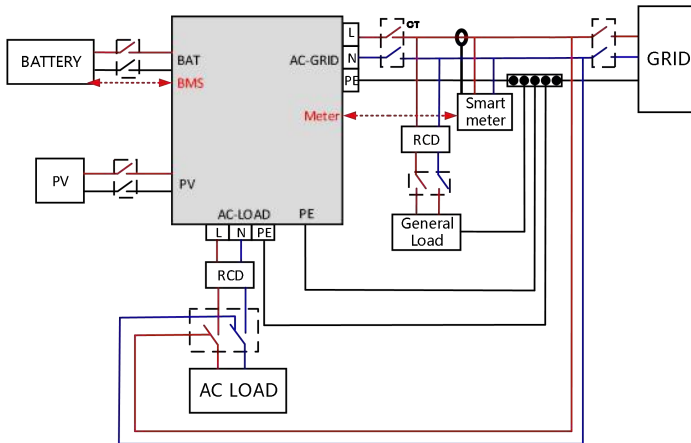 L
CT
BATTERY
BAT
AC-GRID
N
GRID
BMS
PE
Meter
Smart
meter
RCD
PV
PV
AC-LOAD
PE
General
Load
L
N
PE
RCD
AC LOAD